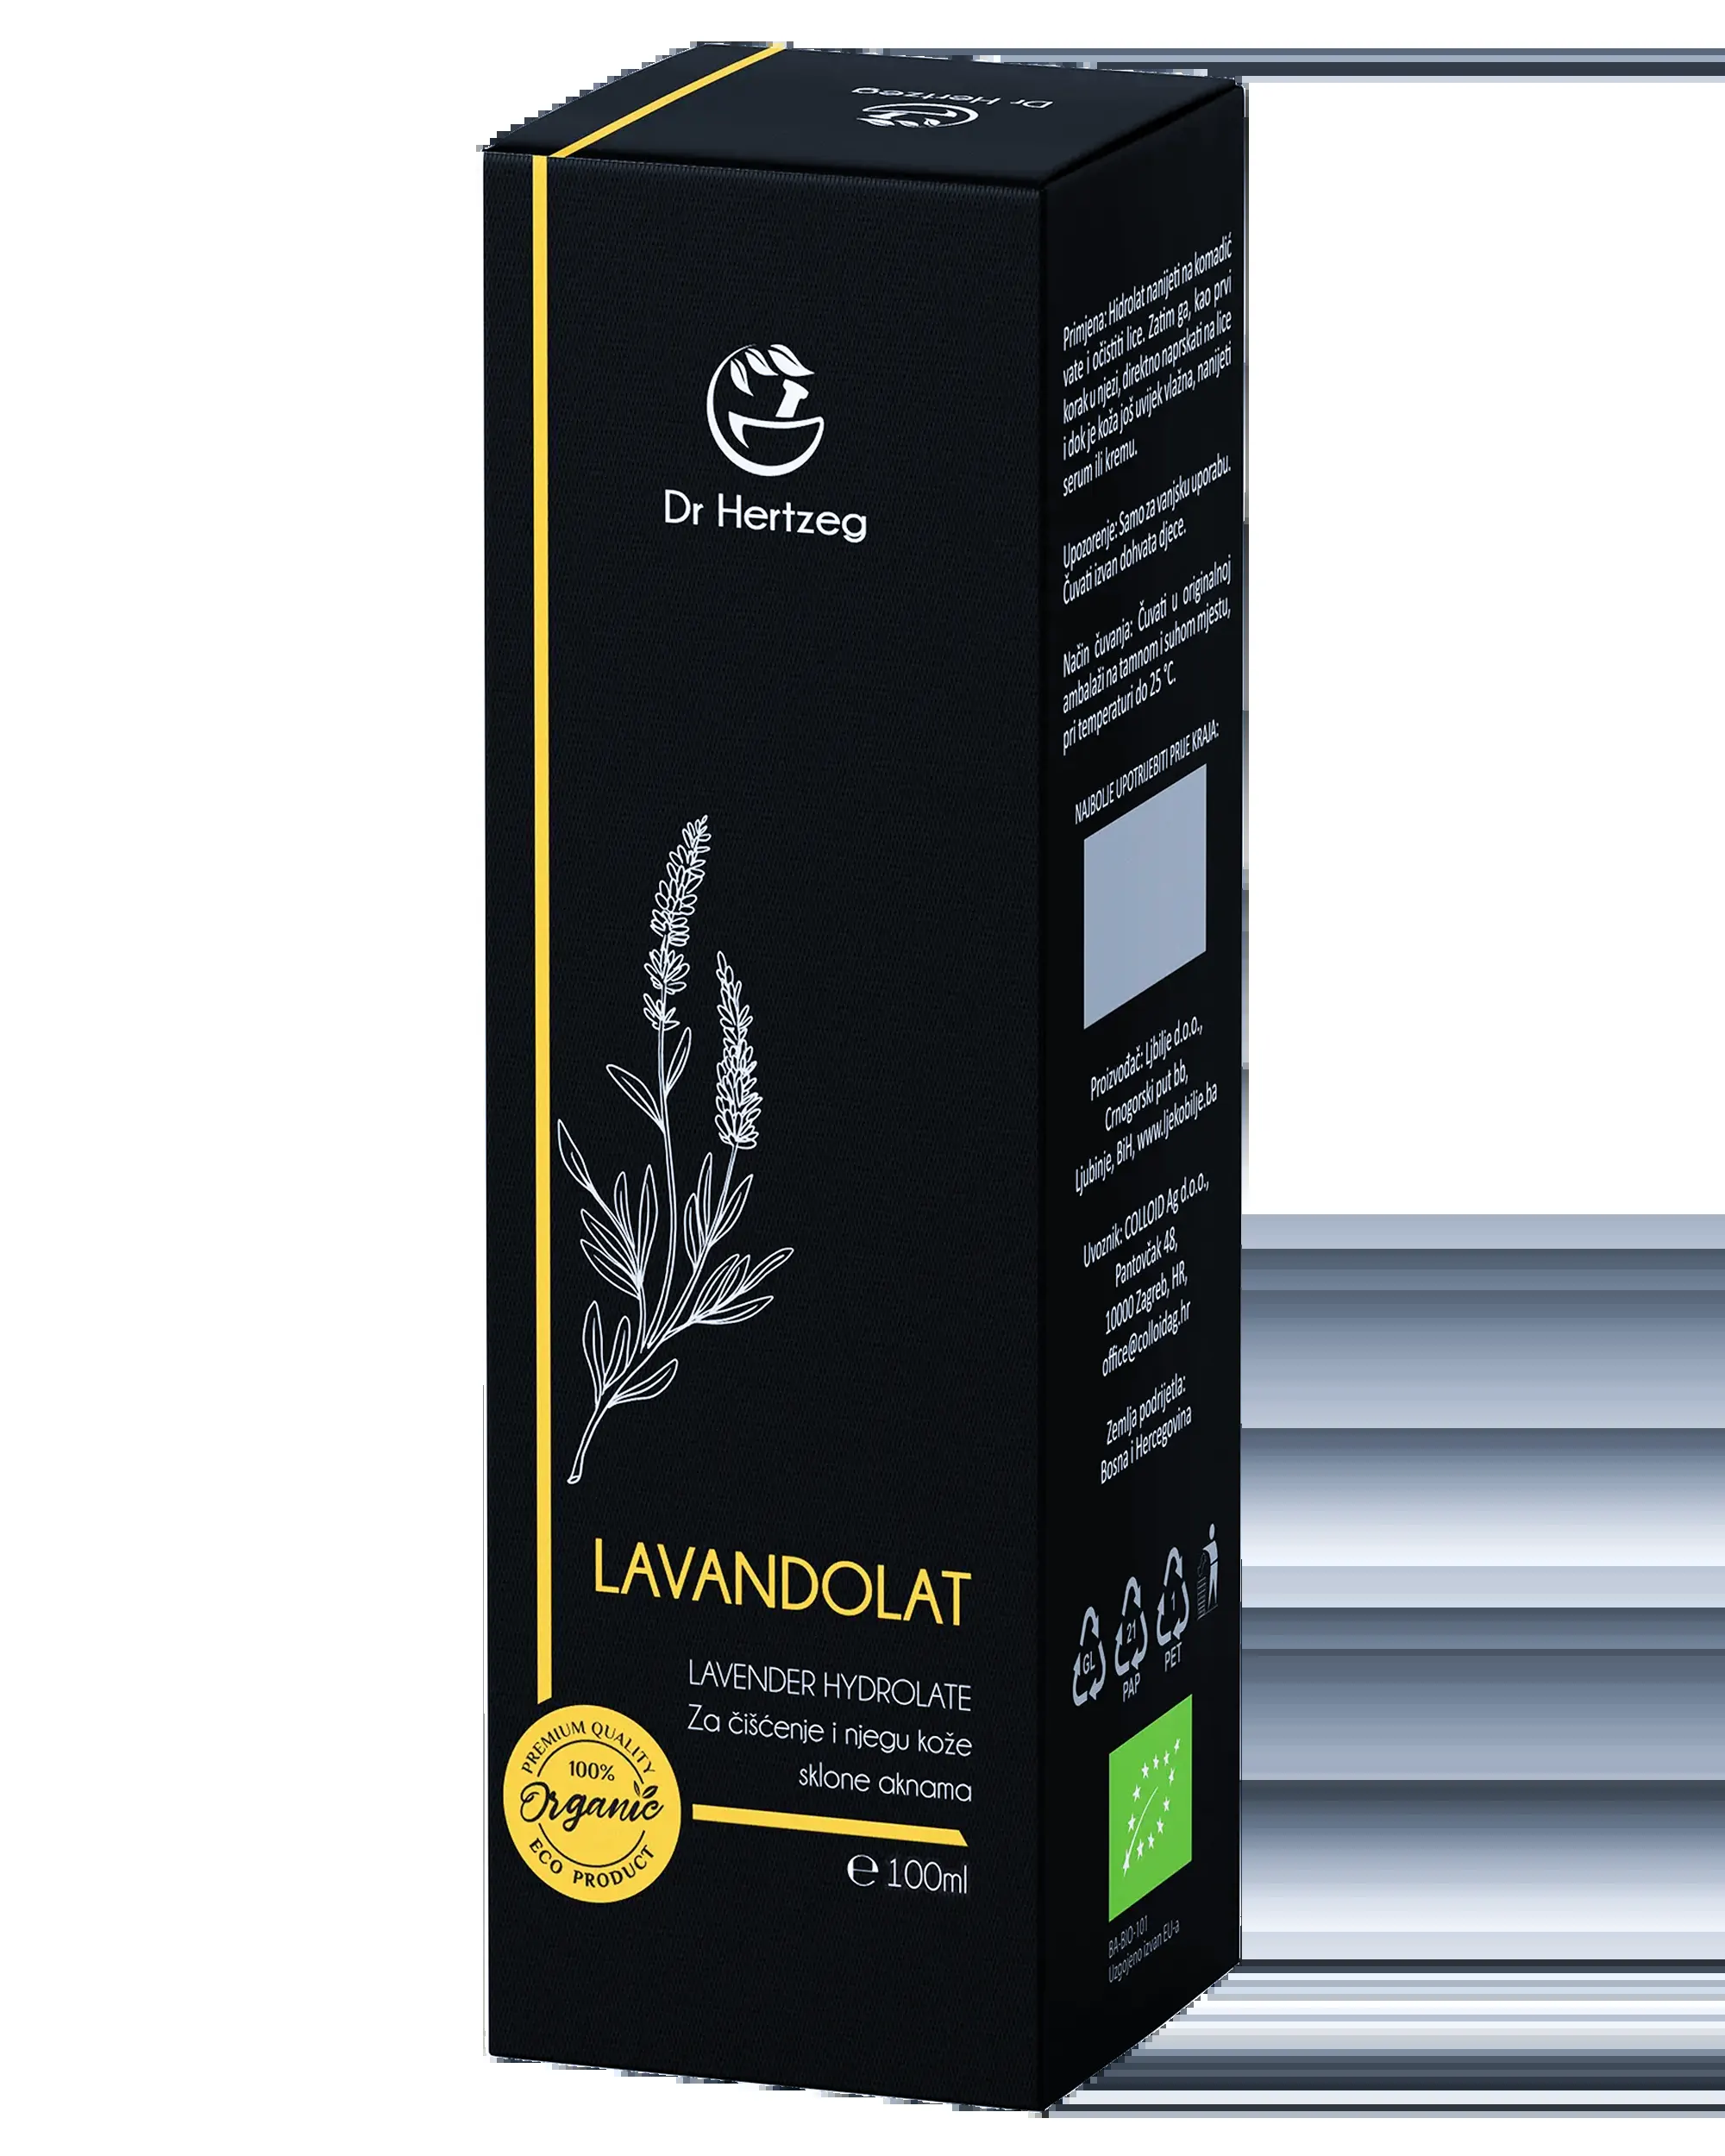 Dr Hertzeg
Dr Hertzeg
LAVANDOLAT
LAVENDER HYDROLATE
Za čišćenje i njegu kože
sklone aknama
PREMIUM QUALITY
100%
Organic
ECO PRODUCT
℮ 100ml
Primjena: Hidrolat nanijeti na komadić
vate i očistiti lice. Zatim ga, kao prvi
korak u njezi, direktno naprskati na lice
i dok je koža još uvijek vlažna, nanijeti
serum ili kremu.
Upozorenje: Samo za vanjsku uporabu.
Čuvati izvan dohvata djece.
Način čuvanja: Čuvati u originalnoj
ambalaži na tamnom i suhom mjestu,
pri temperaturi do 25 °C.
NAJBOLJE UPOTRIJEBITI PRIJE KRAJA:
Proizvođač: Ljbilje d.o.o.,
Crnogorski put bb,
Ljubinje, BiH, www.ljekobilje.ba
Uvoznik: COLLOID Ag d.o.o.,
Pantovčak 48,
10000 Zagreb, HR,
office@colloidag.hr
Zemlja podrijetla:
Bosna i Hercegovina
GL
21
PAP
1
PET
BA-BIO-101
Uzgojeno izvan EU-a